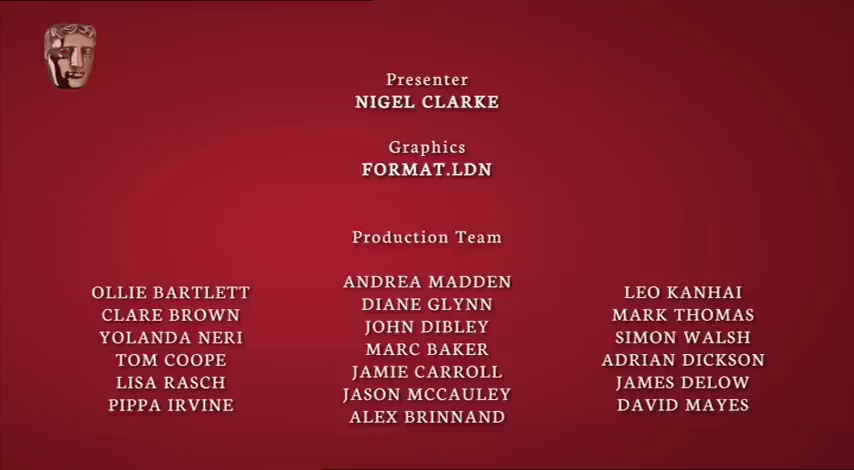 Presenter
NIGEL CLARKE
Graphics
FORMAT.LDN
Production Team
OLLIE BARTLETT
CLARE BROWN
YOLANDA NERI
TOM COOPE
LISA RASCH
PIPPA IRVINE
ANDREA MADDEN
DIANE GLYNN
JOHN DIBLEY
MARC BAKER
JAMIE CARROLL
JASON MCCAULEY
ALEX BRINNAND
LEO KANHAI
MARK THOMAS
SIMON WALSH
ADRIAN DICKSON
JAMES DELOW
DAVID MAYES